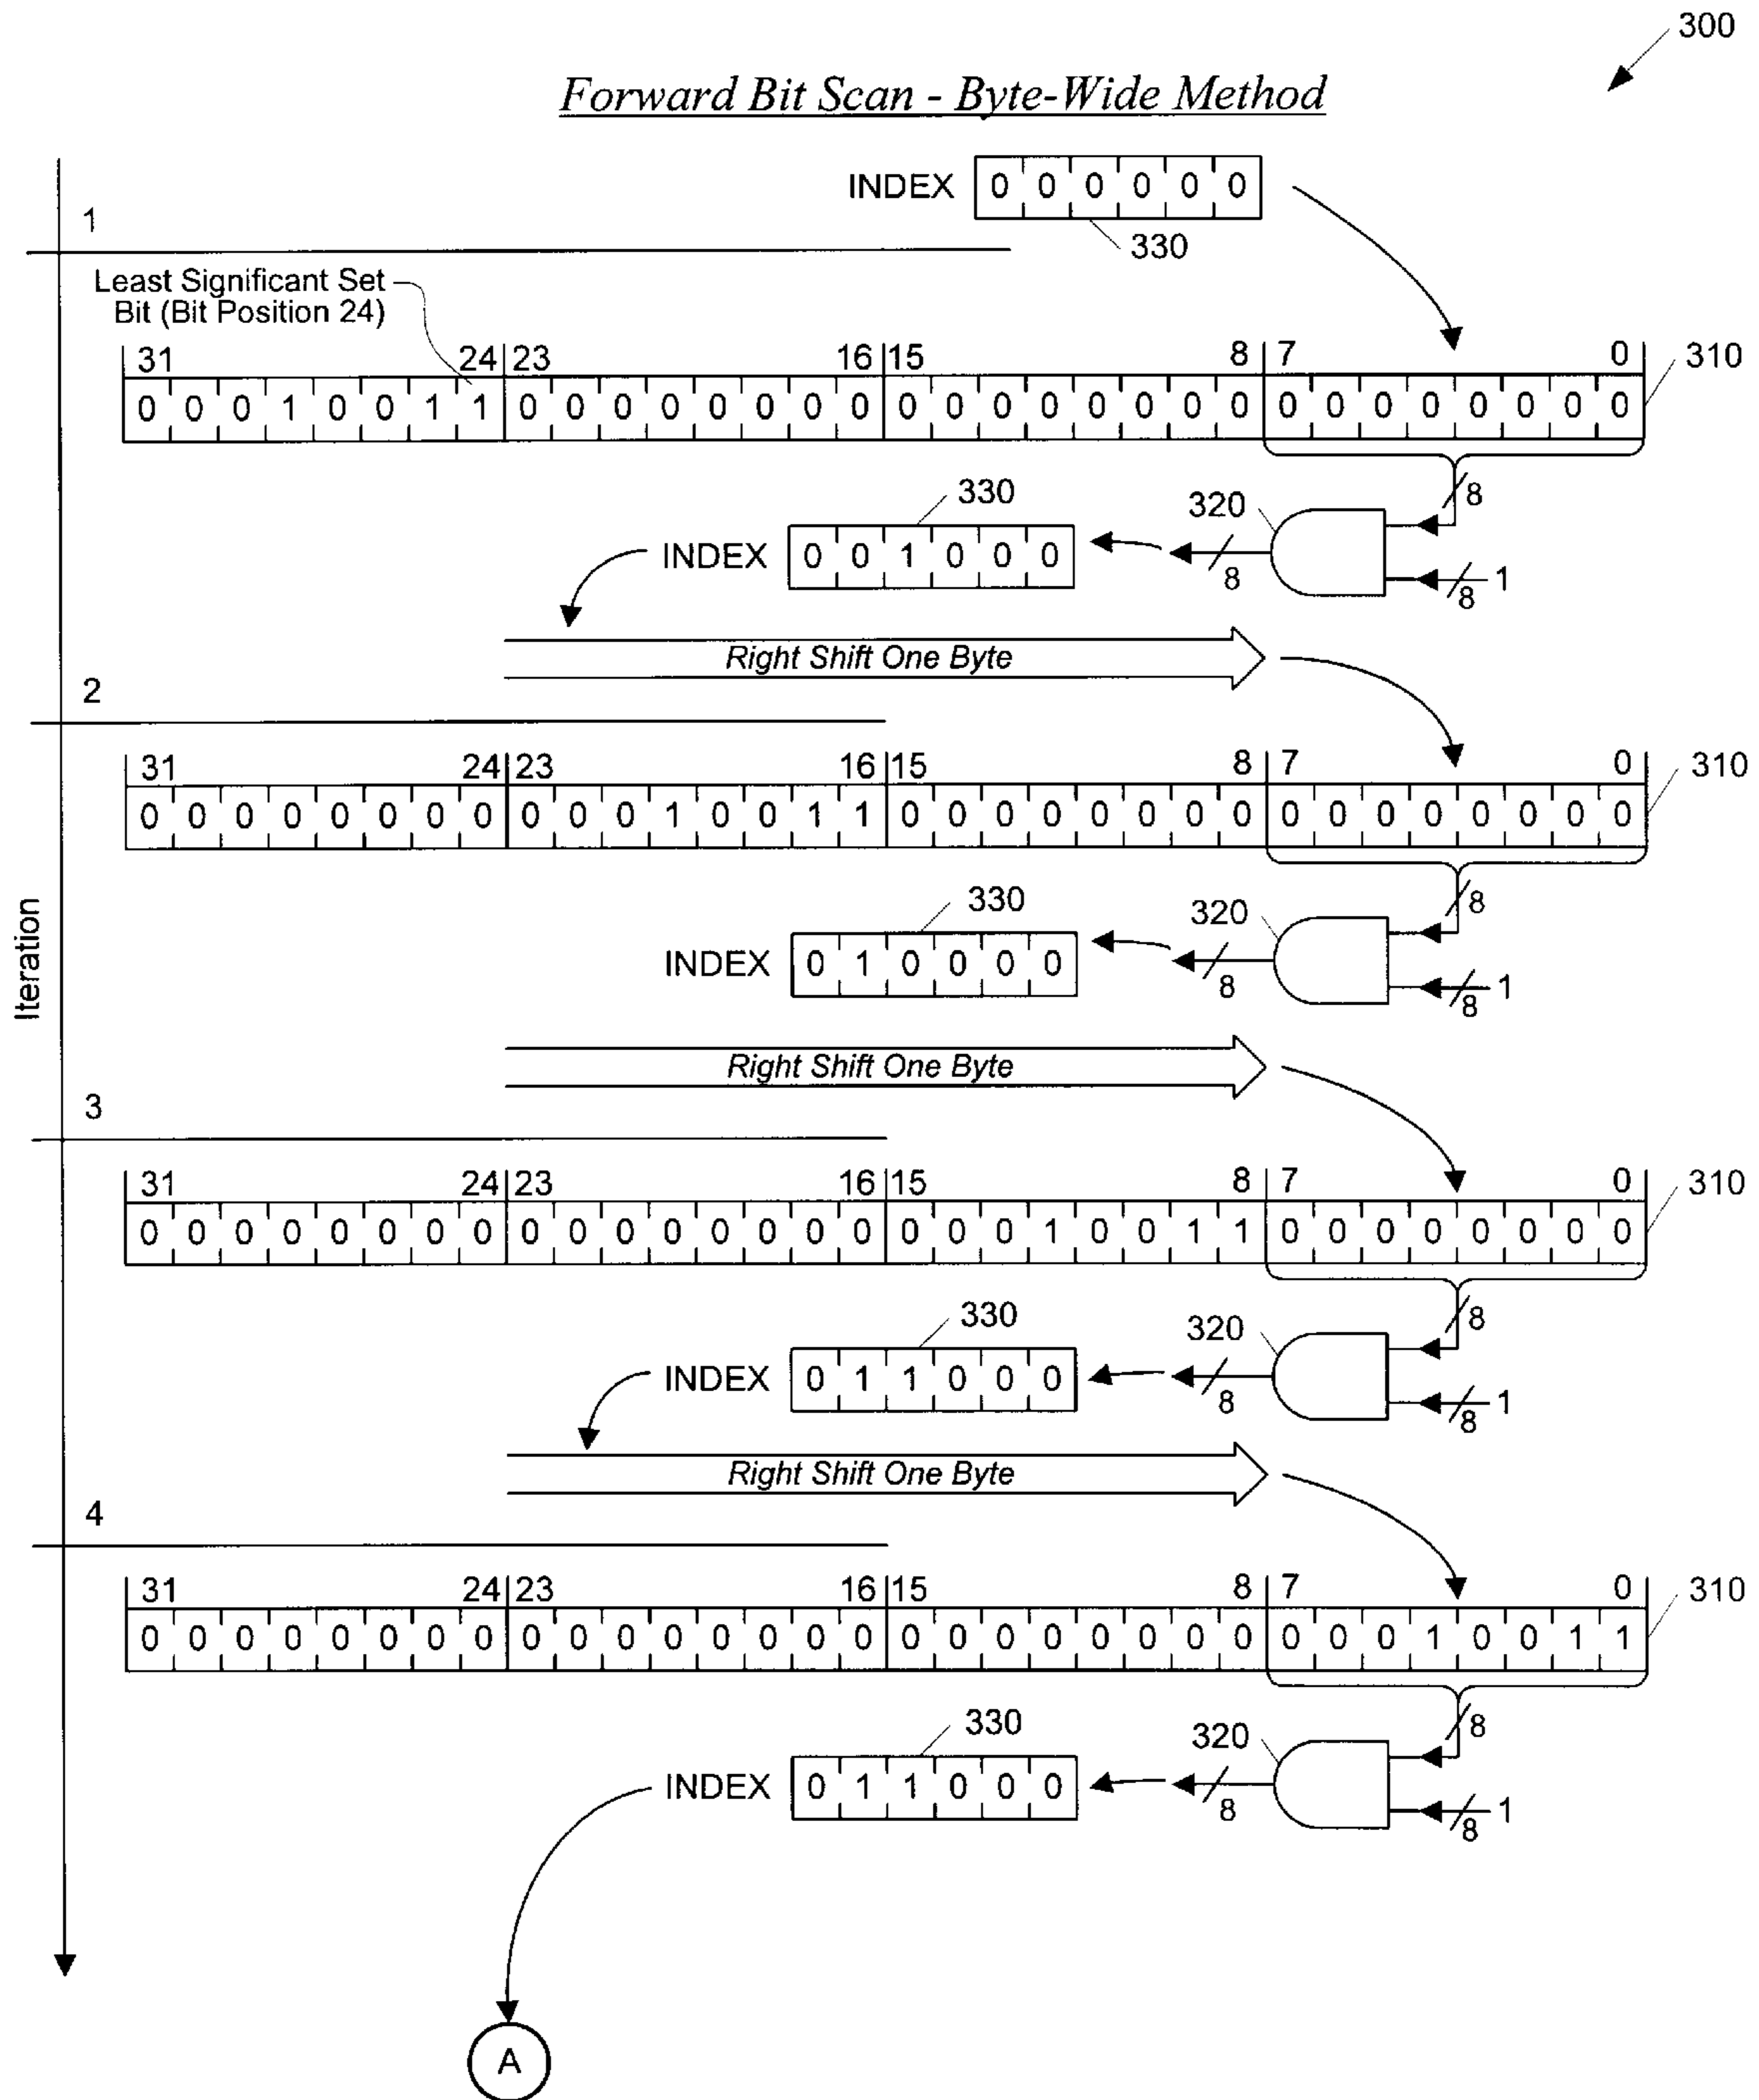 300
Forward Bit Scan - Byte-Wide Method
INDEX 0 0 0 0 0 0
330
1
Least Significant Set
Bit (Bit Position 24)
31 24 23 16 15 8 7 0 310
0 0 0 1 0 0 1 1 0 0 0 0 0 0 0 0 0 0 0 0 0 0 0 0 0 0 0 0 0 0 0 0
330 320 8
INDEX 0 0 1 0 0 0 8 8 1
Right Shift One Byte
2
31 24 23 16 15 8 7 0 310
0 0 0 0 0 0 0 0 0 0 0 1 0 0 1 1 0 0 0 0 0 0 0 0 0 0 0 0 0 0 0 0
330 320 8
INDEX 0 1 0 0 0 0 8 8 1
Iteration
Right Shift One Byte
3
31 24 23 16 15 8 7 0 310
0 0 0 0 0 0 0 0 0 0 0 0 0 0 0 0 0 0 0 1 0 0 1 1 0 0 0 0 0 0 0 0
330 320 8
INDEX 0 1 1 0 0 0 8 8 1
Right Shift One Byte
4
31 24 23 16 15 8 7 0 310
0 0 0 0 0 0 0 0 0 0 0 0 0 0 0 0 0 0 0 0 0 0 0 0 0 0 0 1 0 0 1 1
330 320 8
INDEX 0 1 1 0 0 0 8 8 1
A